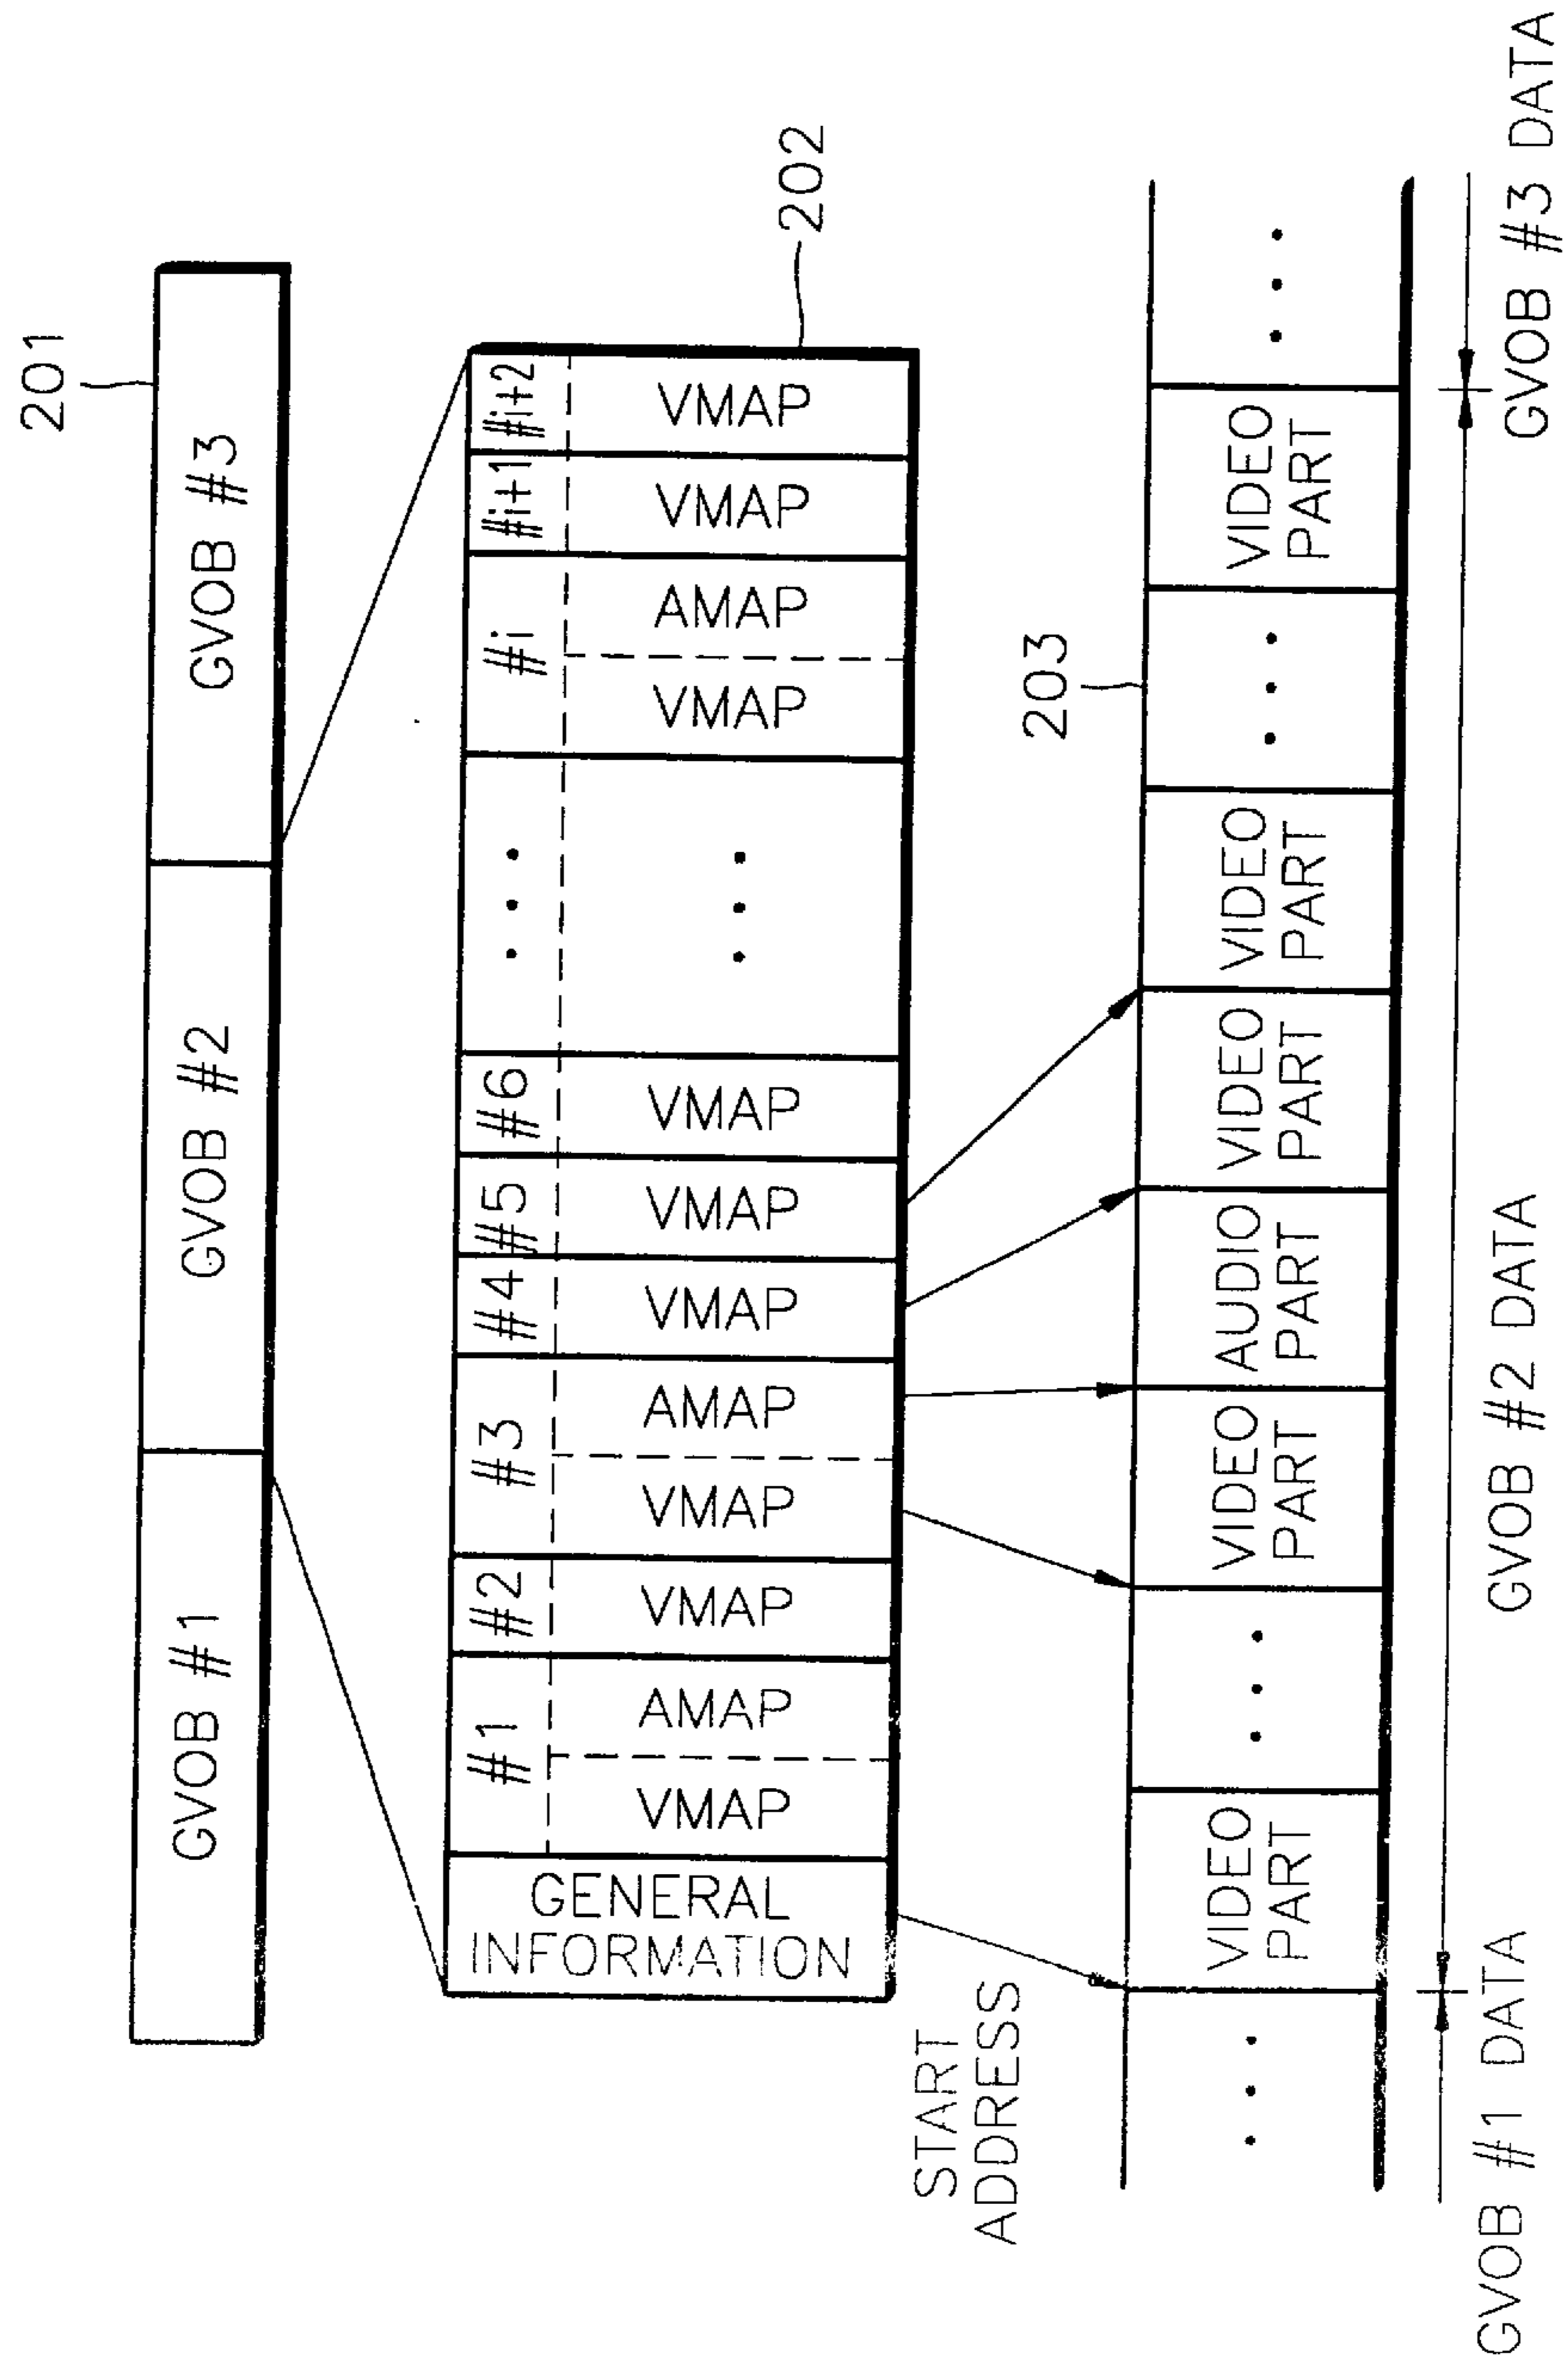 201
GVOB #1
GVOB #2
GVOB #3
202
GENERAL
INFORMATION
#1
#2
#3
#4
#5
#6
#i
#i+1
#i+2
VMAP
AMAP
VMAP
VMAP
AMAP
VMAP
VMAP
VMAP
VMAP
AMAP
VMAP
VMAP
START
ADDRESS
203
VIDEO
PART
VIDEO
PART
AUDIO
PART
VIDEO
PART
VIDEO
PART
VIDEO
PART
GVOB #1 DATA
GVOB #2 DATA
GVOB #3 DATA